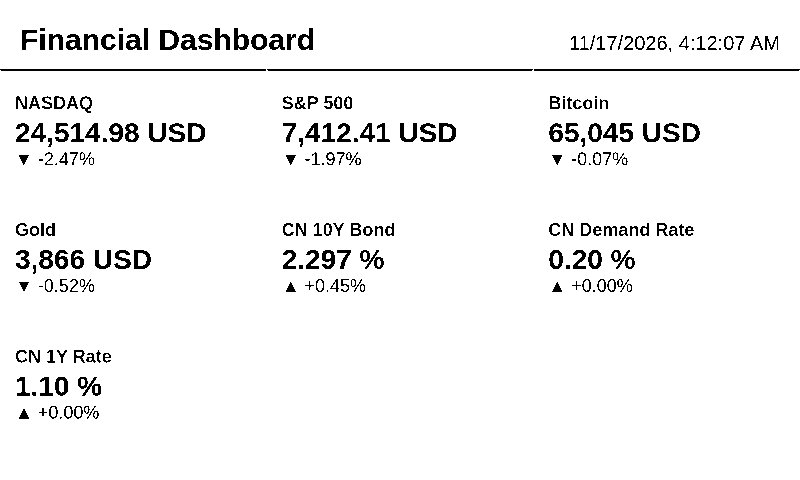 Financial Dashboard
11/17/2026, 4:12:07 AM
NASDAQ
24,514.98 USD
▼ -2.47%
S&P 500
7,412.41 USD
▼ -1.97%
Bitcoin
65,045 USD
▼ -0.07%
Gold
3,866 USD
▼ -0.52%
CN 10Y Bond
2.297 %
▲ +0.45%
CN Demand Rate
0.20 %
▲ +0.00%
CN 1Y Rate
1.10 %
▲ +0.00%